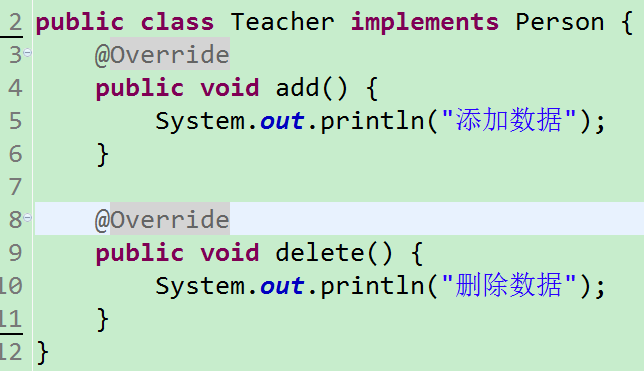 2 public class Teacher implements Person {
3 @Override
4 public void add() {
5 System.out.println("添加数据");
6 }
7
8 @Override
9 public void delete() {
10 System.out.println("删除数据");
11 }
12 }